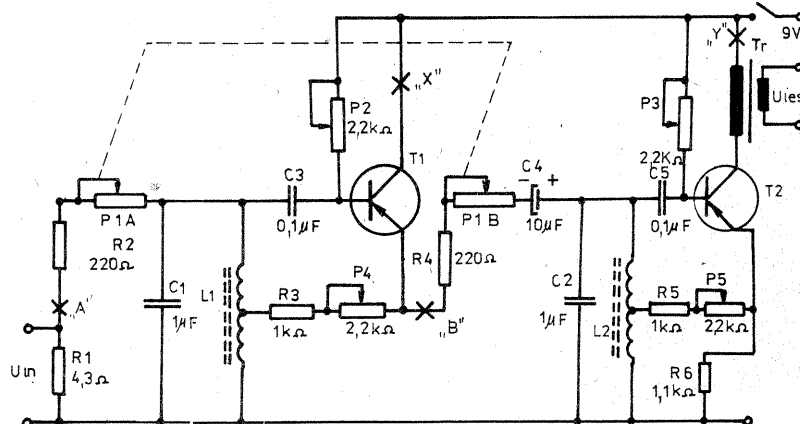 „Y"
9V
Tr
Uies
P2
2,2kΩ
„X"
P3
2,2KΩ
T1
C3
0,1µF
C4
− +
10µF
C5
0,1µF
T2
P1A
R2
220Ω
P1B
R4
220Ω
C1
1µF
L1
R3
1kΩ
P4
2,2kΩ
„B"
C2
1µF
L2
R5
1kΩ
P5
2,2kΩ
„A"
Uin
R1
4,3Ω
R6
1,1kΩ